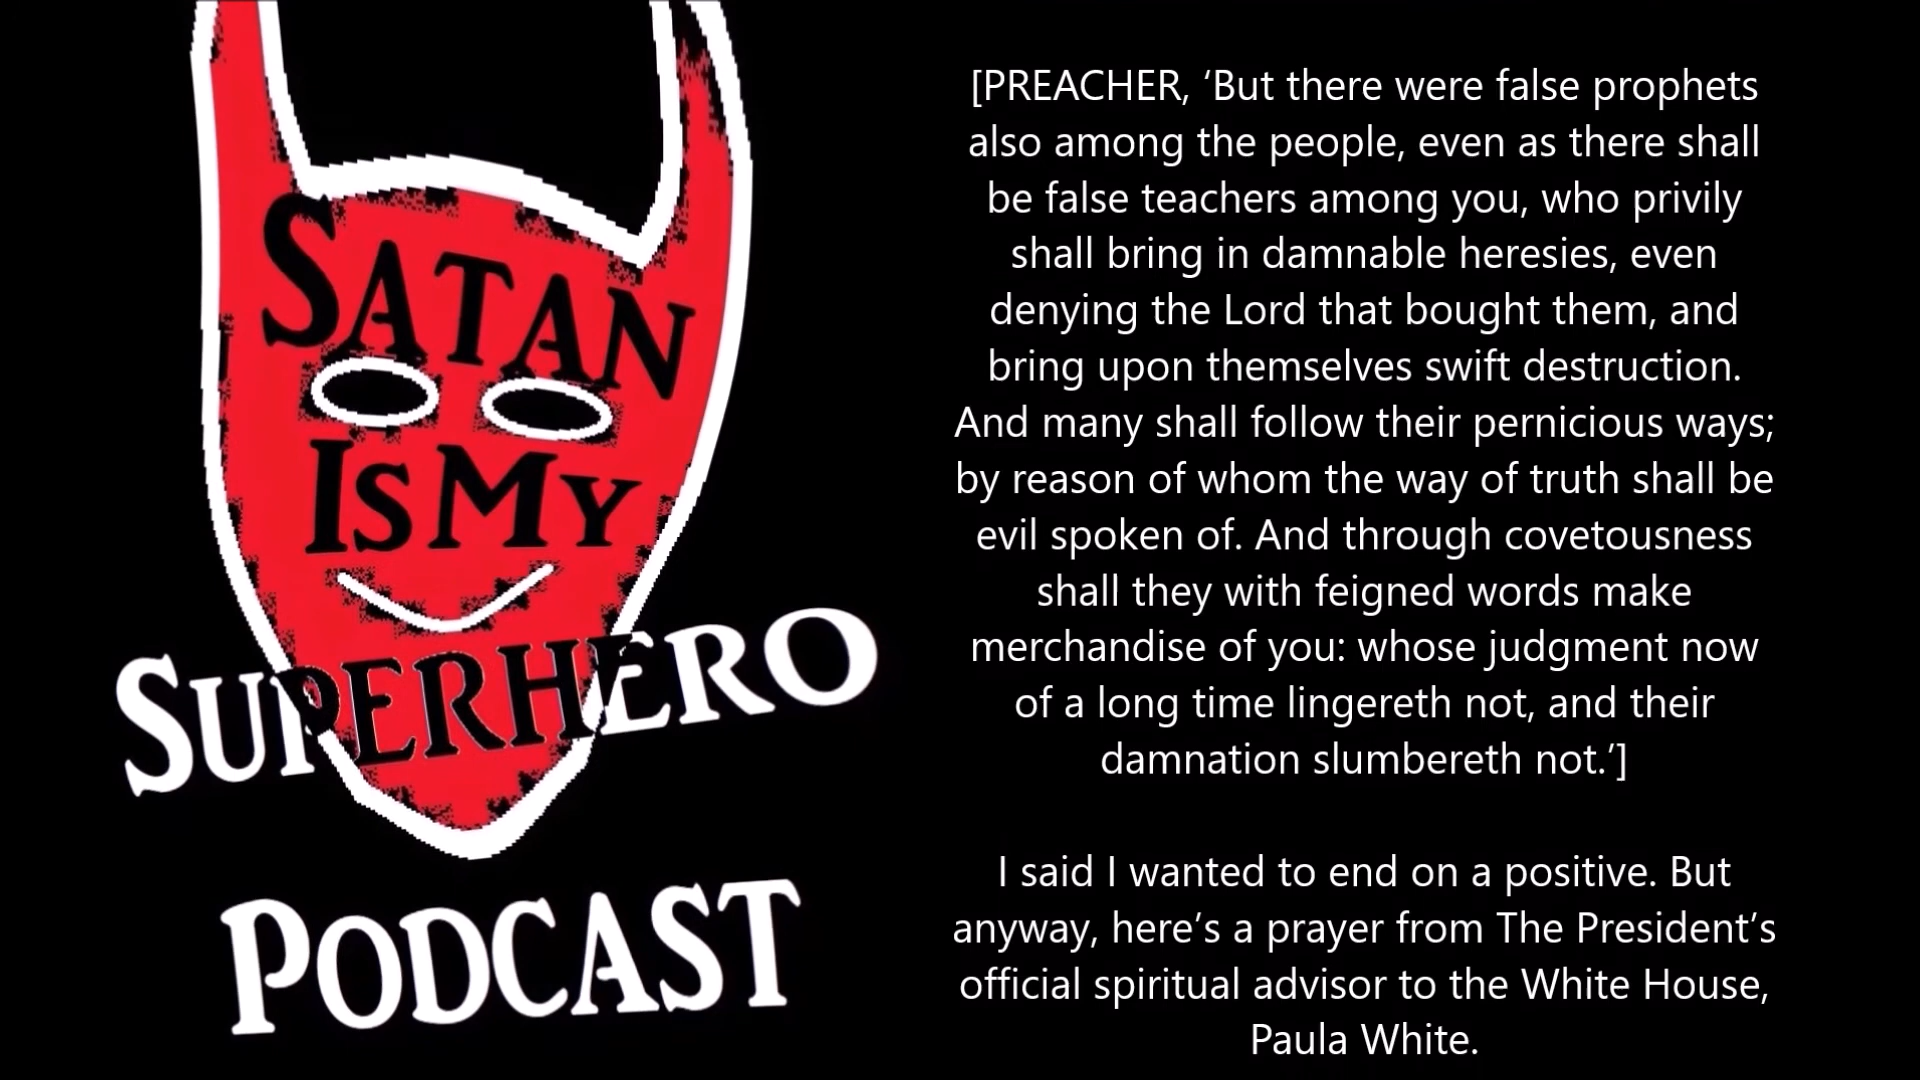 SATAN
IS MY
SUPERHERO
PODCAST
[PREACHER, ‘But there were false prophets
also among the people, even as there shall
be false teachers among you, who privily
shall bring in damnable heresies, even
denying the Lord that bought them, and
bring upon themselves swift destruction.
And many shall follow their pernicious ways;
by reason of whom the way of truth shall be
evil spoken of. And through covetousness
shall they with feigned words make
merchandise of you: whose judgment now
of a long time lingereth not, and their
damnation slumbereth not.’]
I said I wanted to end on a positive. But
anyway, here’s a prayer from The President’s
official spiritual advisor to the White House,
Paula White.